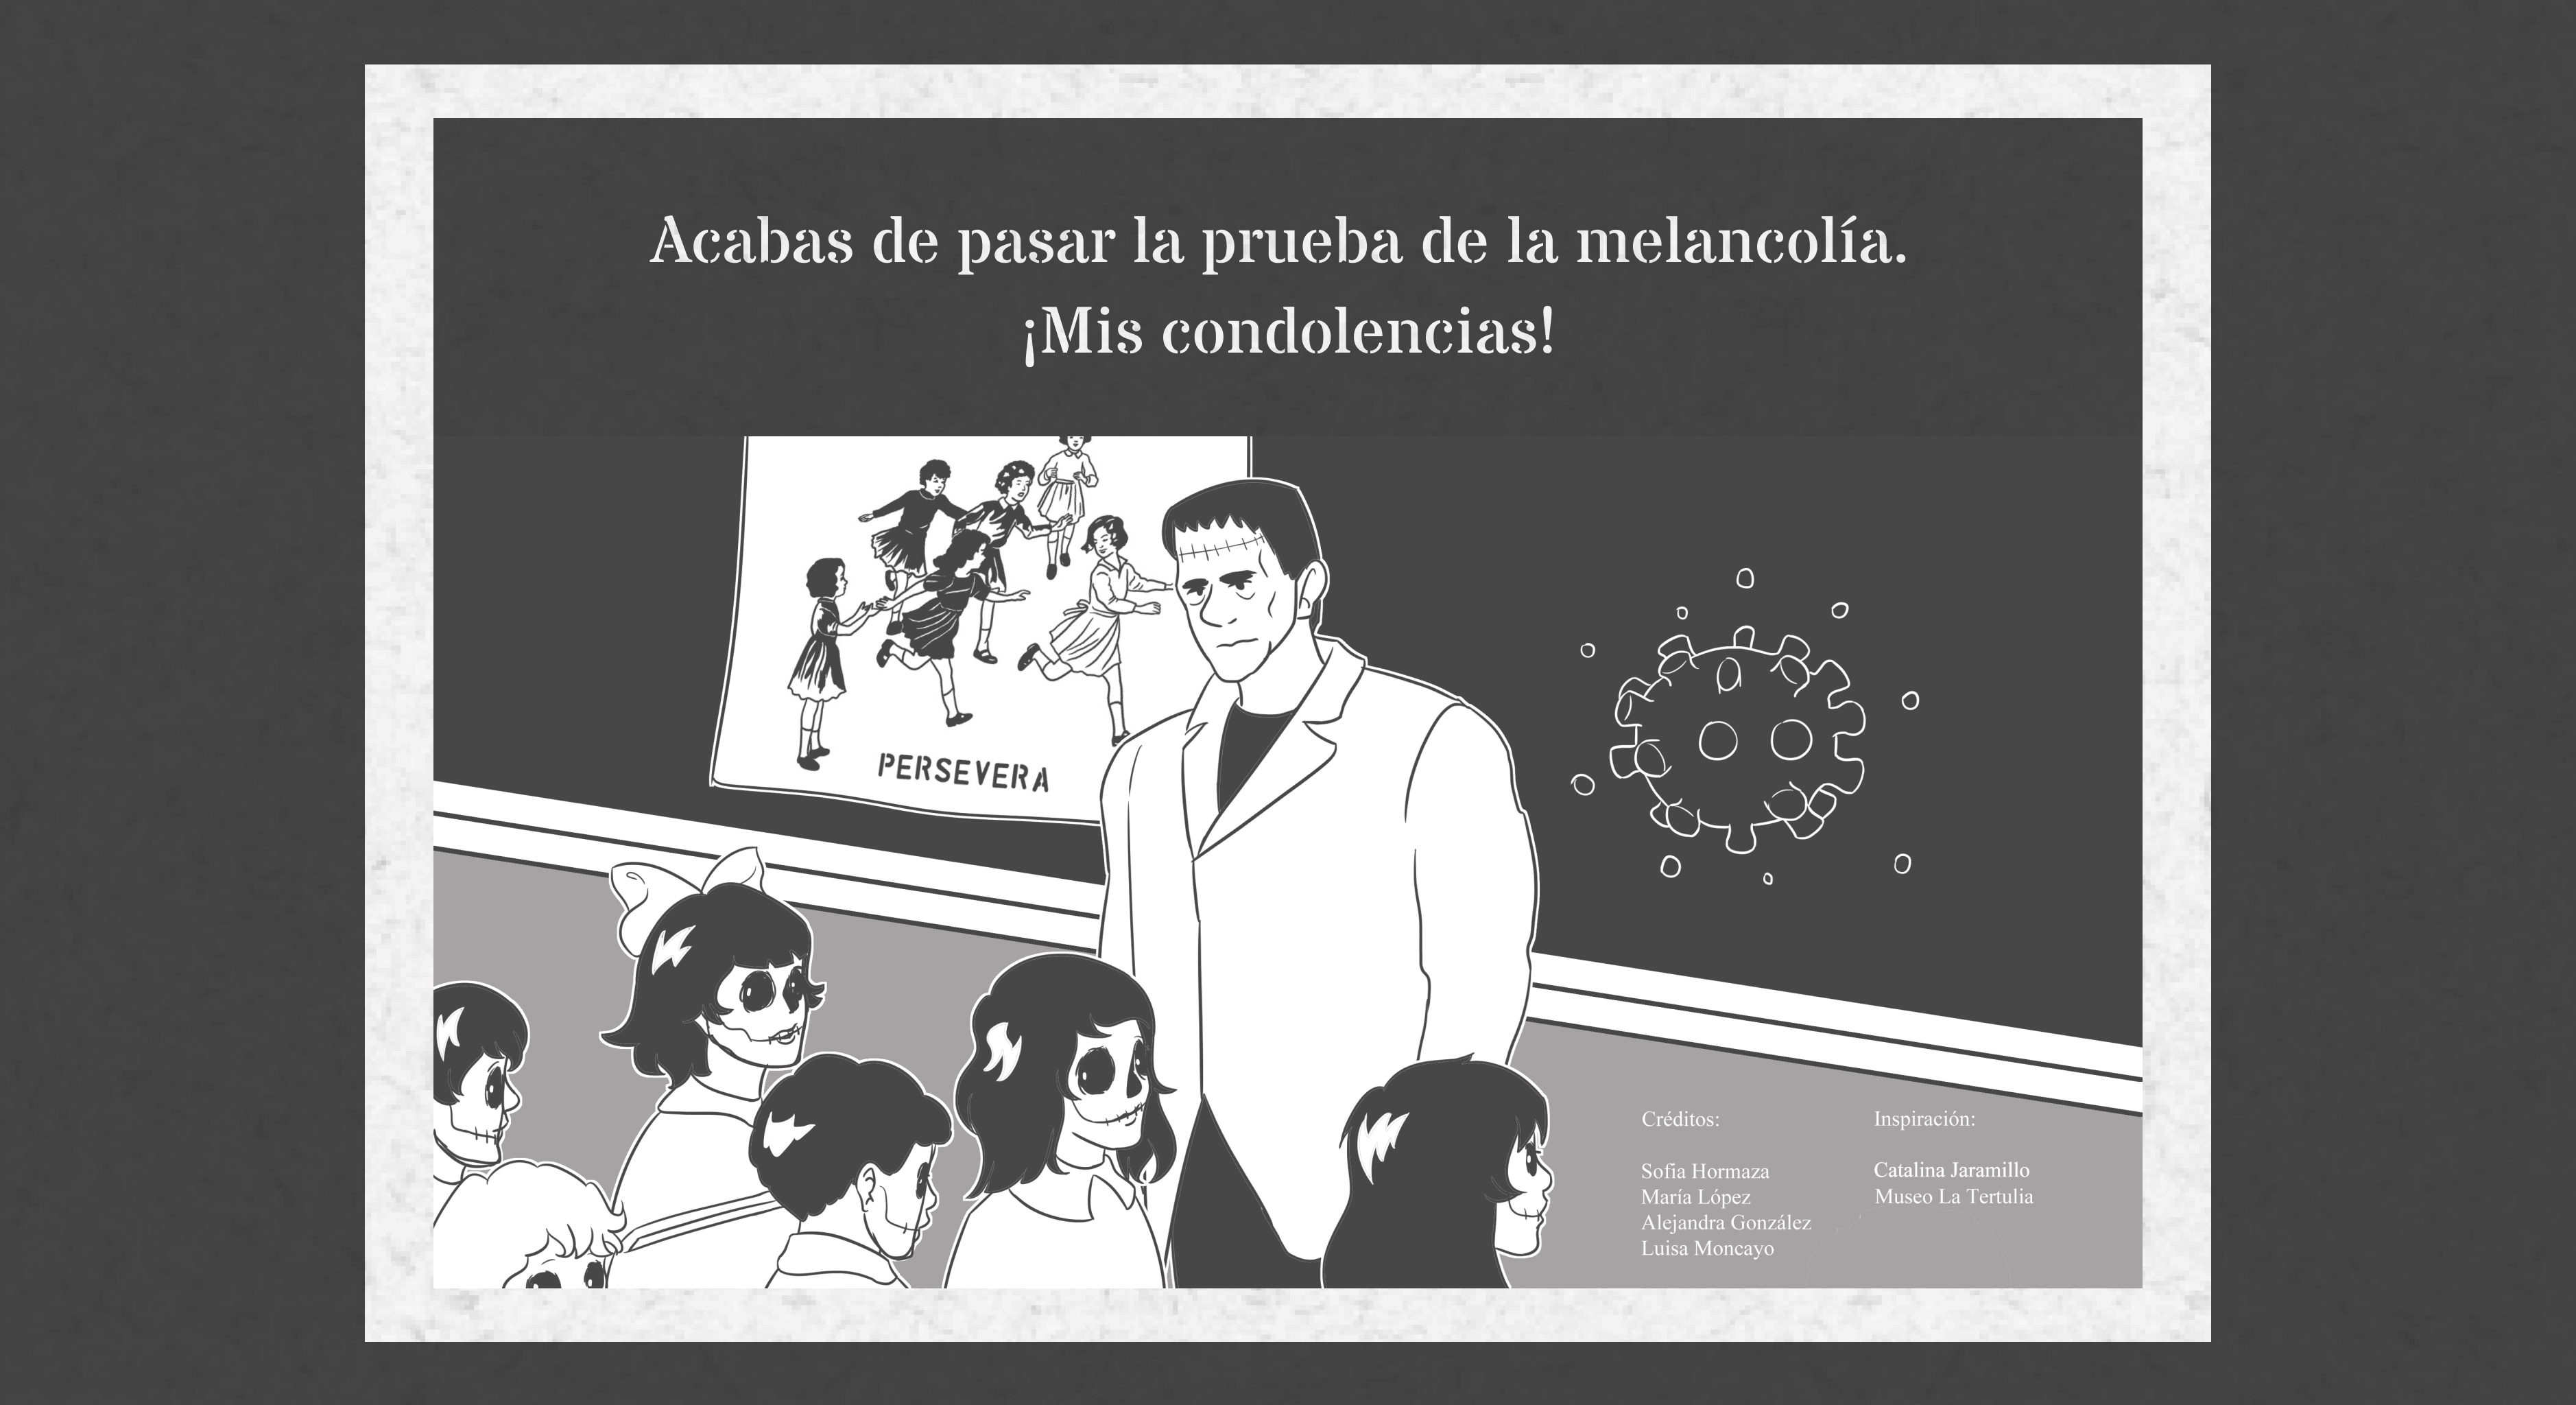 Acabas de pasar la prueba de la melancolía.
¡Mis condolencias!
PERSEVERA
Créditos:
Sofia Hormaza
María López
Alejandra González
Luisa Moncayo
Inspiración:
Catalina Jaramillo
Museo La Tertulia